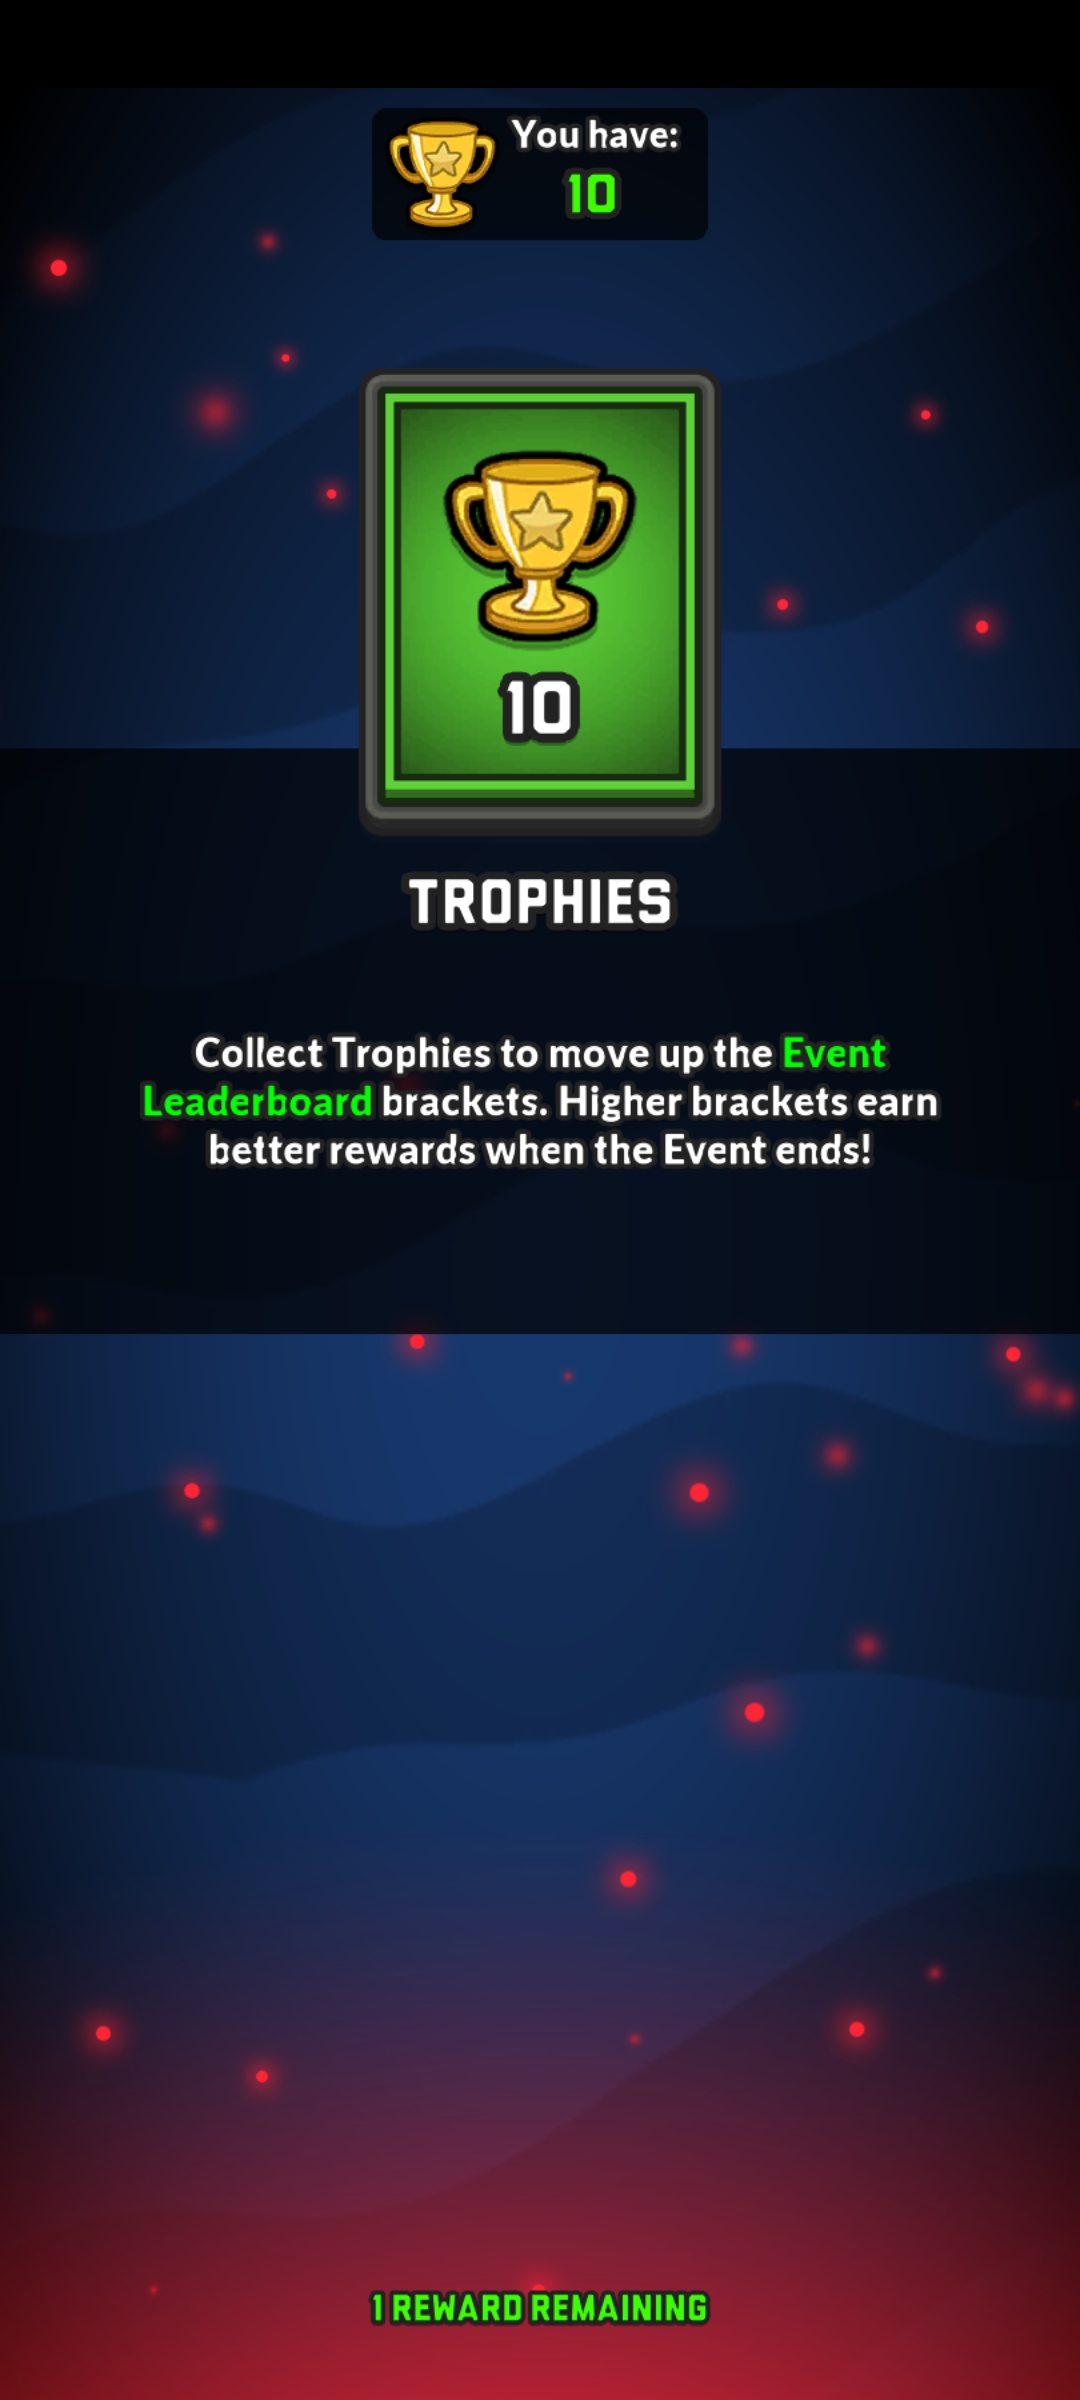 You have:
10
10
TROPHIES
Collect Trophies to move up the Event
Leaderboard brackets. Higher brackets earn
better rewards when the Event ends!
1 REWARD REMAINING